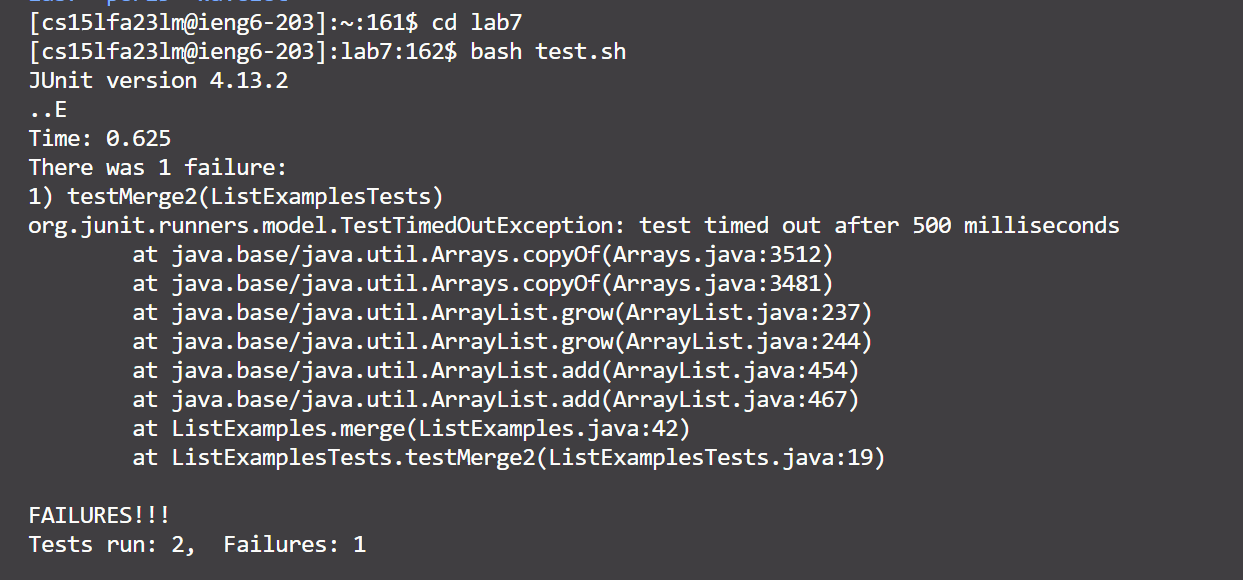 [cs15lfa23lm@ieng6-203]:~:161$ cd lab7
[cs15lfa23lm@ieng6-203]:lab7:162$ bash test.sh
JUnit version 4.13.2
..E
Time: 0.625
There was 1 failure:
1) testMerge2(ListExamplesTests)
org.junit.runners.model.TestTimedOutException: test timed out after 500 milliseconds
        at java.base/java.util.Arrays.copyOf(Arrays.java:3512)
        at java.base/java.util.Arrays.copyOf(Arrays.java:3481)
        at java.base/java.util.ArrayList.grow(ArrayList.java:237)
        at java.base/java.util.ArrayList.grow(ArrayList.java:244)
        at java.base/java.util.ArrayList.add(ArrayList.java:454)
        at java.base/java.util.ArrayList.add(ArrayList.java:467)
        at ListExamples.merge(ListExamples.java:42)
        at ListExamplesTests.testMerge2(ListExamplesTests.java:19)
FAILURES!!!
Tests run: 2,  Failures: 1